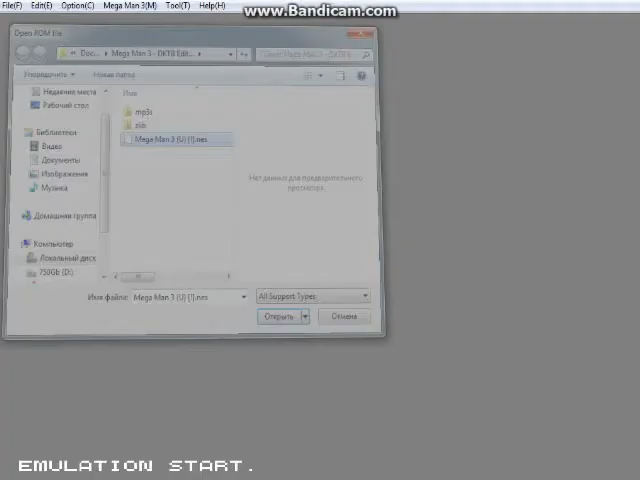 www.Bandicam.com
File(F) Edit(E) Option(C) Mega Man 3(M) Tool(T) Help(H)
Open ROM file
« Doc... ▸ Mega Man 3 - DKTB Edit...
Упорядочить Новая папка
Недавние места
Рабочий стол
Библиотеки
Видео
Документы
Изображения
Музыка
Домашняя группа
Компьютер
Локальный диск
750Gb (D:)
Имя
mp3s
zlib
Mega Man 3 (U) [!].nes
Нет данных для предварительного
просмотра.
Имя файла: Mega Man 3 (U) [!].nes
All Support Types
Открыть Отмена
EMULATION START.